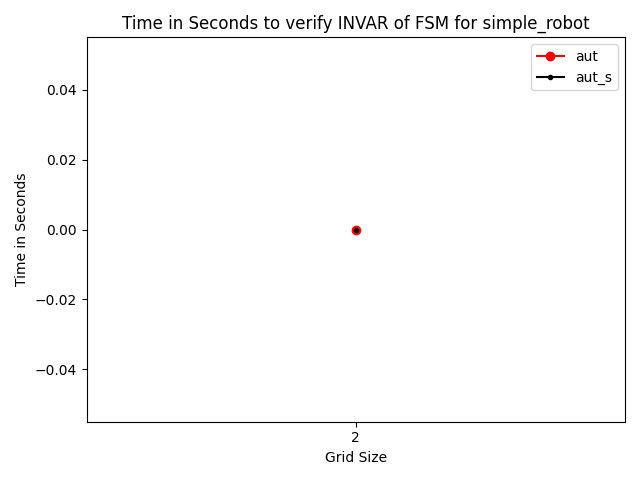 Time in Seconds to verify INVAR of FSM for simple_robot
aut
aut_s
0.04
0.02
0.00
−0.02
−0.04
Time in Seconds
2
Grid Size